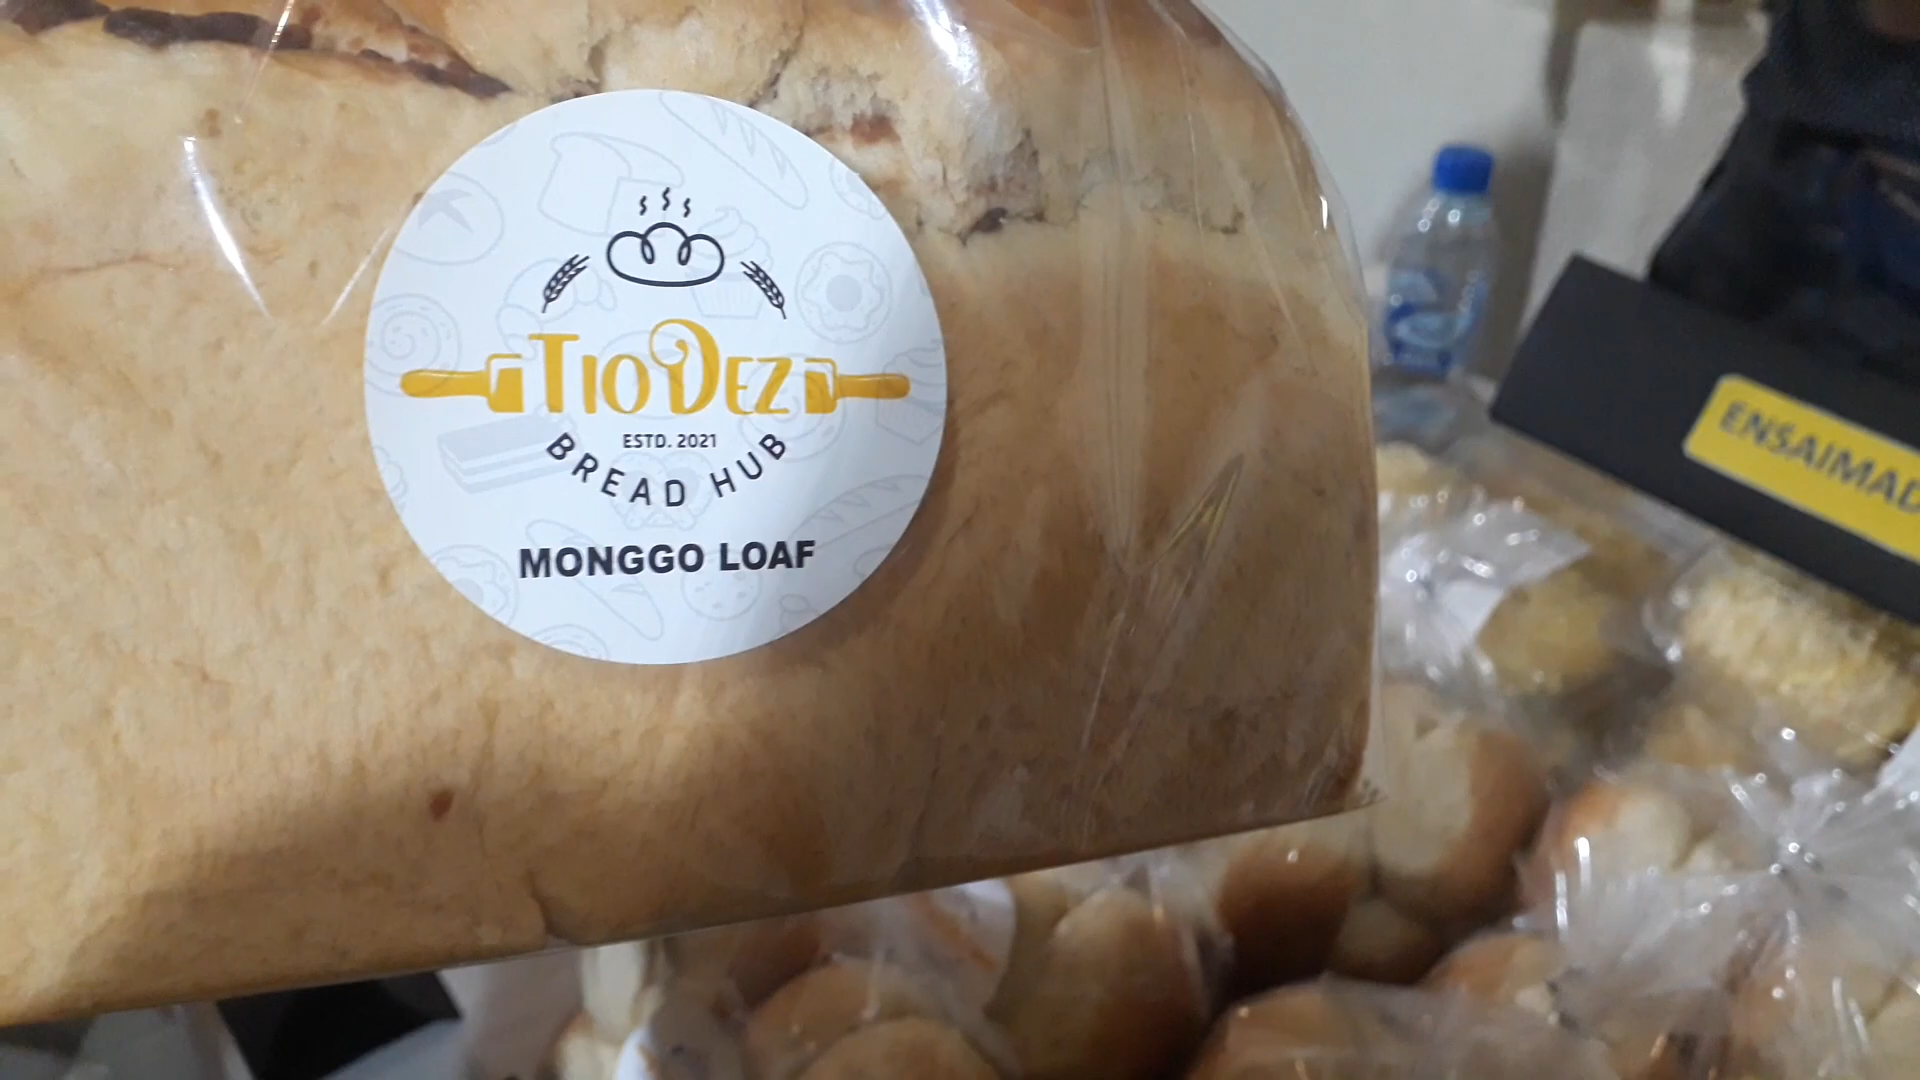 TIO DEZ
ESTD. 2021
BREAD HUB
MONGGO LOAF
ENSAIMAD